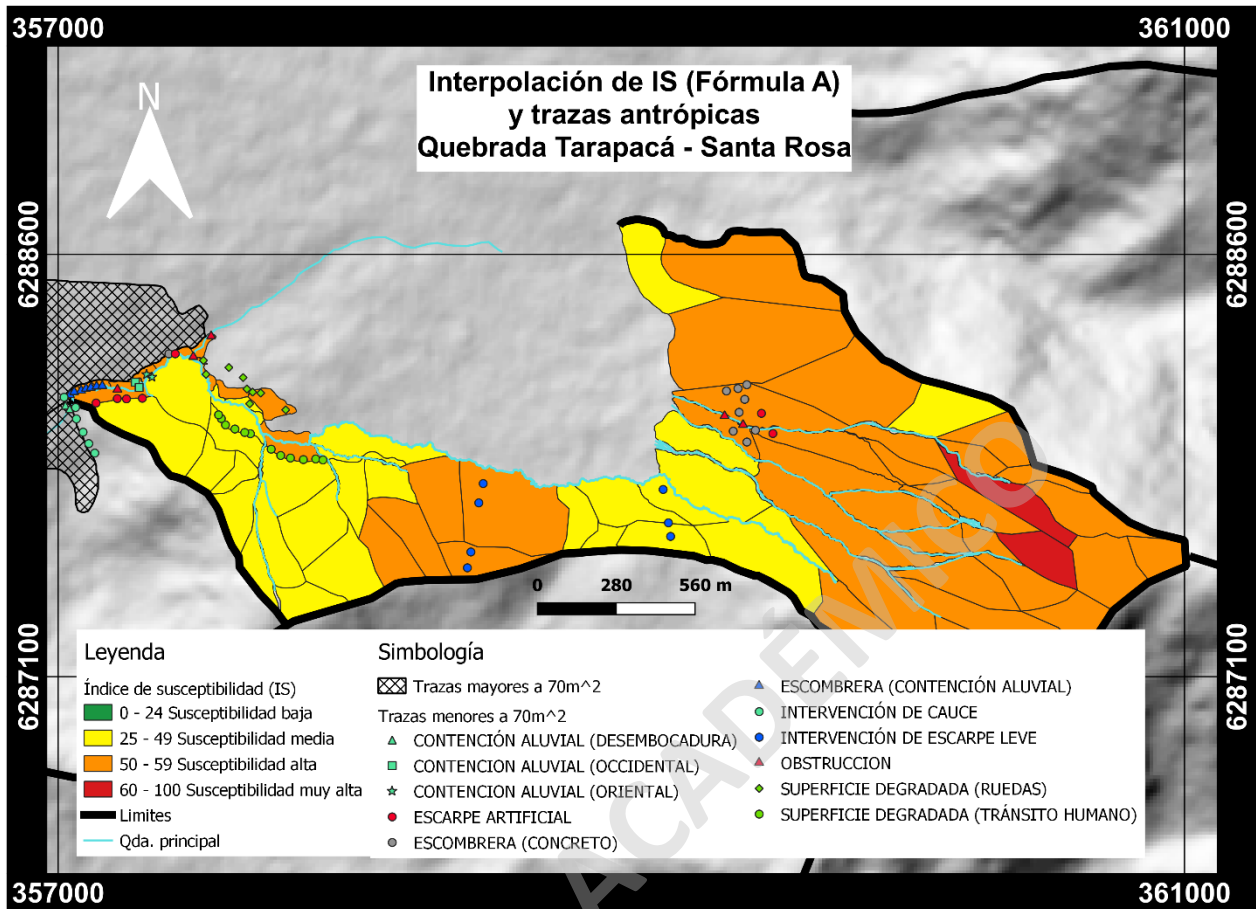 357000
361000
Interpolación de IS (Fórmula A)
y trazas antrópicas
Quebrada Tarapacá - Santa Rosa
N
6288600
6288600
0 280 560 m
6287100
6287100
Leyenda
Índice de susceptibilidad (IS)
0 - 24 Susceptibilidad baja
25 - 49 Susceptibilidad media
50 - 59 Susceptibilidad alta
60 - 100 Susceptibilidad muy alta
Limites
Qda. principal
Simbología
Trazas mayores a 70m^2
Trazas menores a 70m^2
CONTENCIÓN ALUVIAL (DESEMBOCADURA)
CONTENCION ALUVIAL (OCCIDENTAL)
CONTENCION ALUVIAL (ORIENTAL)
ESCARPE ARTIFICIAL
ESCOMBRERA (CONCRETO)
ESCOMBRERA (CONTENCIÓN ALUVIAL)
INTERVENCIÓN DE CAUCE
INTERVENCIÓN DE ESCARPE LEVE
OBSTRUCCION
SUPERFICIE DEGRADADA (RUEDAS)
SUPERFICIE DEGRADADA (TRÁNSITO HUMANO)
ACADÉMICO
357000
361000